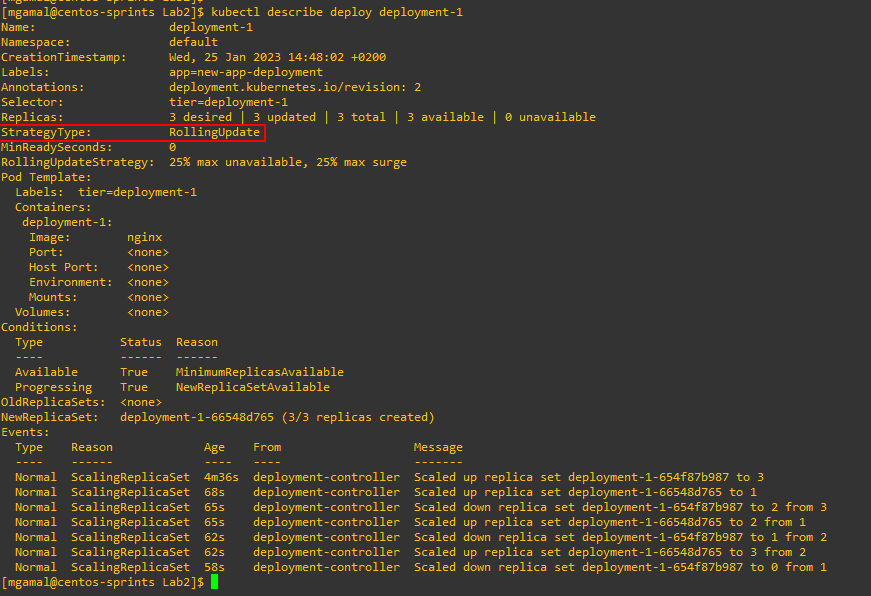 [mgamal@centos-sprints Lab2]$
[mgamal@centos-sprints Lab2]$ kubectl describe deploy deployment-1
Name:                   deployment-1
Namespace:              default
CreationTimestamp:      Wed, 25 Jan 2023 14:48:02 +0200
Labels:                 app=new-app-deployment
Annotations:            deployment.kubernetes.io/revision: 2
Selector:               tier=deployment-1
Replicas:               3 desired | 3 updated | 3 total | 3 available | 0 unavailable
StrategyType:           RollingUpdate
MinReadySeconds:        0
RollingUpdateStrategy:  25% max unavailable, 25% max surge
Pod Template:
  Labels:  tier=deployment-1
  Containers:
   deployment-1:
    Image:        nginx
    Port:         <none>
    Host Port:    <none>
    Environment:  <none>
    Mounts:       <none>
  Volumes:        <none>
Conditions:
  Type           Status  Reason
  ----           ------  ------
  Available      True    MinimumReplicasAvailable
  Progressing    True    NewReplicaSetAvailable
OldReplicaSets:  <none>
NewReplicaSet:   deployment-1-66548d765 (3/3 replicas created)
Events:
  Type    Reason             Age    From                   Message
  ----    ------             ----   ----                   -------
  Normal  ScalingReplicaSet  4m36s  deployment-controller  Scaled up replica set deployment-1-654f87b987 to 3
  Normal  ScalingReplicaSet  68s    deployment-controller  Scaled up replica set deployment-1-66548d765 to 1
  Normal  ScalingReplicaSet  65s    deployment-controller  Scaled down replica set deployment-1-654f87b987 to 2 from 3
  Normal  ScalingReplicaSet  65s    deployment-controller  Scaled up replica set deployment-1-66548d765 to 2 from 1
  Normal  ScalingReplicaSet  62s    deployment-controller  Scaled down replica set deployment-1-654f87b987 to 1 from 2
  Normal  ScalingReplicaSet  62s    deployment-controller  Scaled up replica set deployment-1-66548d765 to 3 from 2
  Normal  ScalingReplicaSet  58s    deployment-controller  Scaled down replica set deployment-1-654f87b987 to 0 from 1
[mgamal@centos-sprints Lab2]$